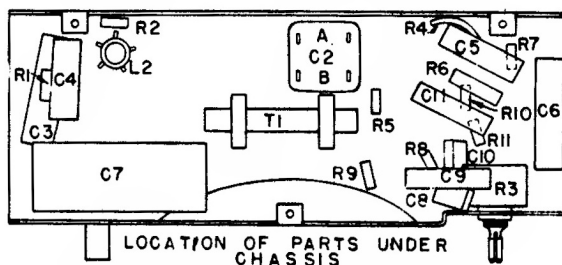 R2
A
C2
B
L2
R1
C4
C3
C7
T1
R5
R9
R4
C5
R7
R6
C11
R10
C6
R11
R8
C10
C9
R3
C8
LOCATION OF PARTS UNDER
CHASSIS